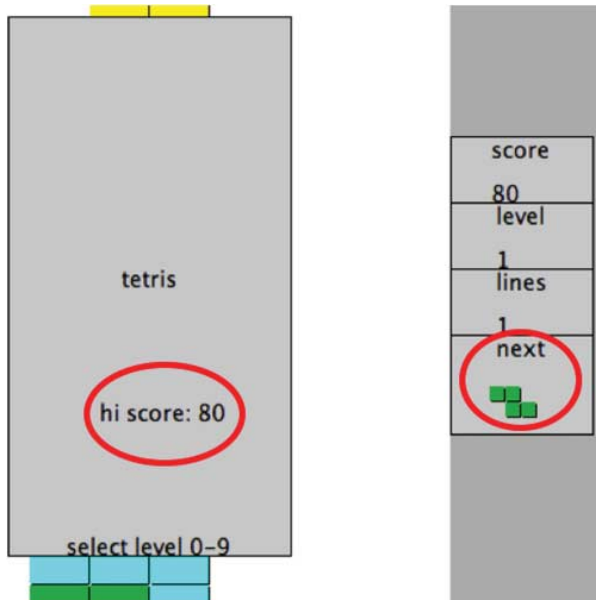 tetris
hi score: 80
select level 0-9
score
80
level
1
lines
1
next